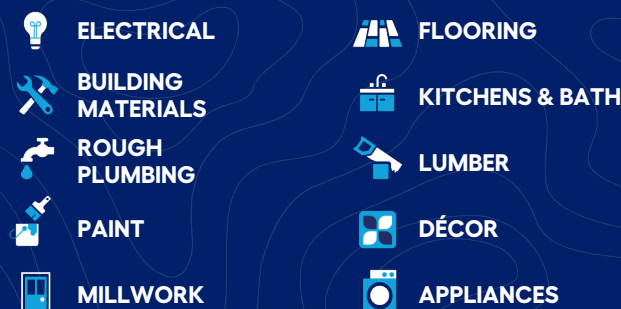 ELECTRICAL
BUILDING
MATERIALS
ROUGH
PLUMBING
PAINT
MILLWORK
FLOORING
KITCHENS & BATH
LUMBER
DÉCOR
APPLIANCES